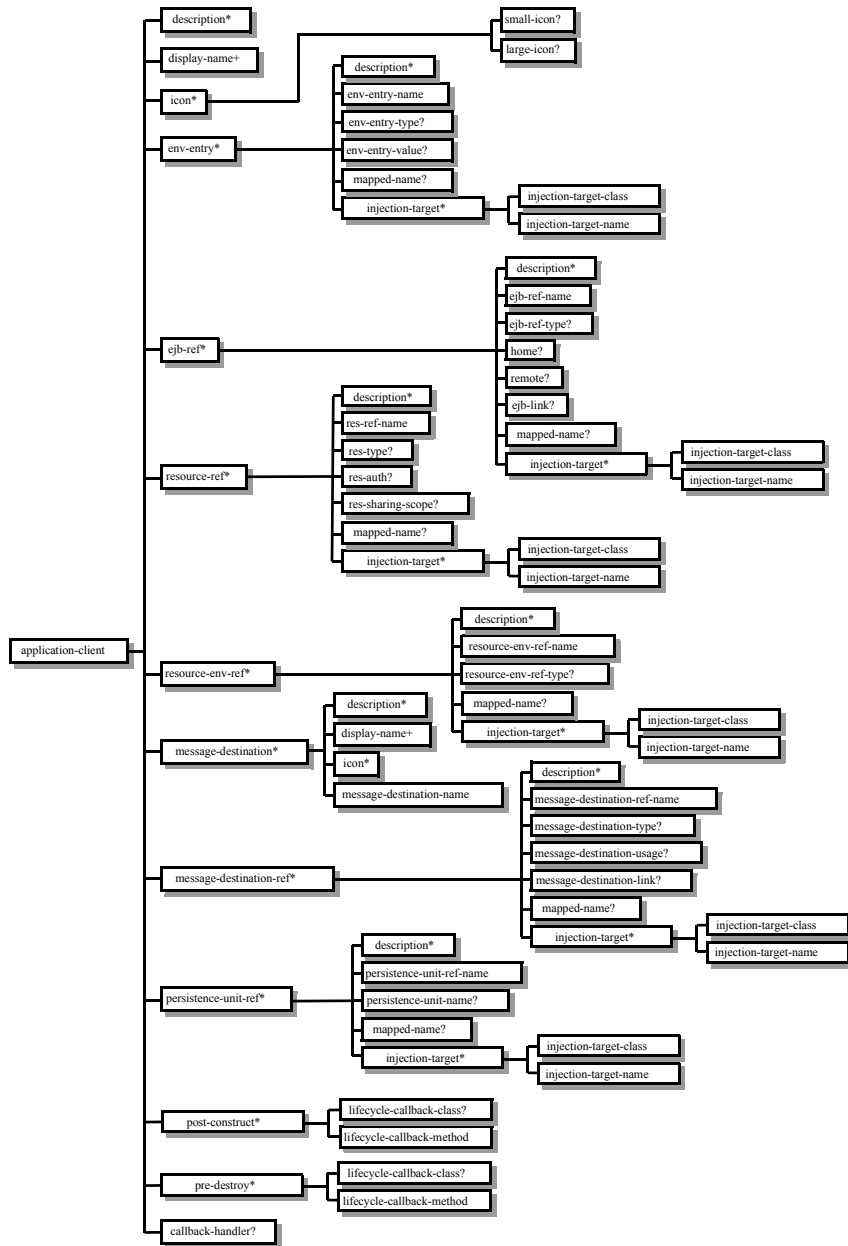 description*
display-name+
icon*
small-icon?
large-icon?
env-entry*
description*
env-entry-name
env-entry-type?
env-entry-value?
mapped-name?
injection-target*
injection-target-class
injection-target-name
ejb-ref*
description*
ejb-ref-name
ejb-ref-type?
home?
remote?
ejb-link?
mapped-name?
injection-target*
injection-target-class
injection-target-name
resource-ref*
description*
res-ref-name
res-type?
res-auth?
res-sharing-scope?
mapped-name?
injection-target*
injection-target-class
injection-target-name
application-client
resource-env-ref*
description*
resource-env-ref-name
resource-env-ref-type?
mapped-name?
injection-target*
injection-target-class
injection-target-name
message-destination*
description*
display-name+
icon*
message-destination-name
message-destination-ref*
description*
message-destination-ref-name
message-destination-type?
message-destination-usage?
message-destination-link?
mapped-name?
injection-target*
injection-target-class
injection-target-name
persistence-unit-ref*
description*
persistence-unit-ref-name
persistence-unit-name?
mapped-name?
injection-target*
injection-target-class
injection-target-name
post-construct*
lifecycle-callback-class?
lifecycle-callback-method
pre-destroy*
lifecycle-callback-class?
lifecycle-callback-method
callback-handler?